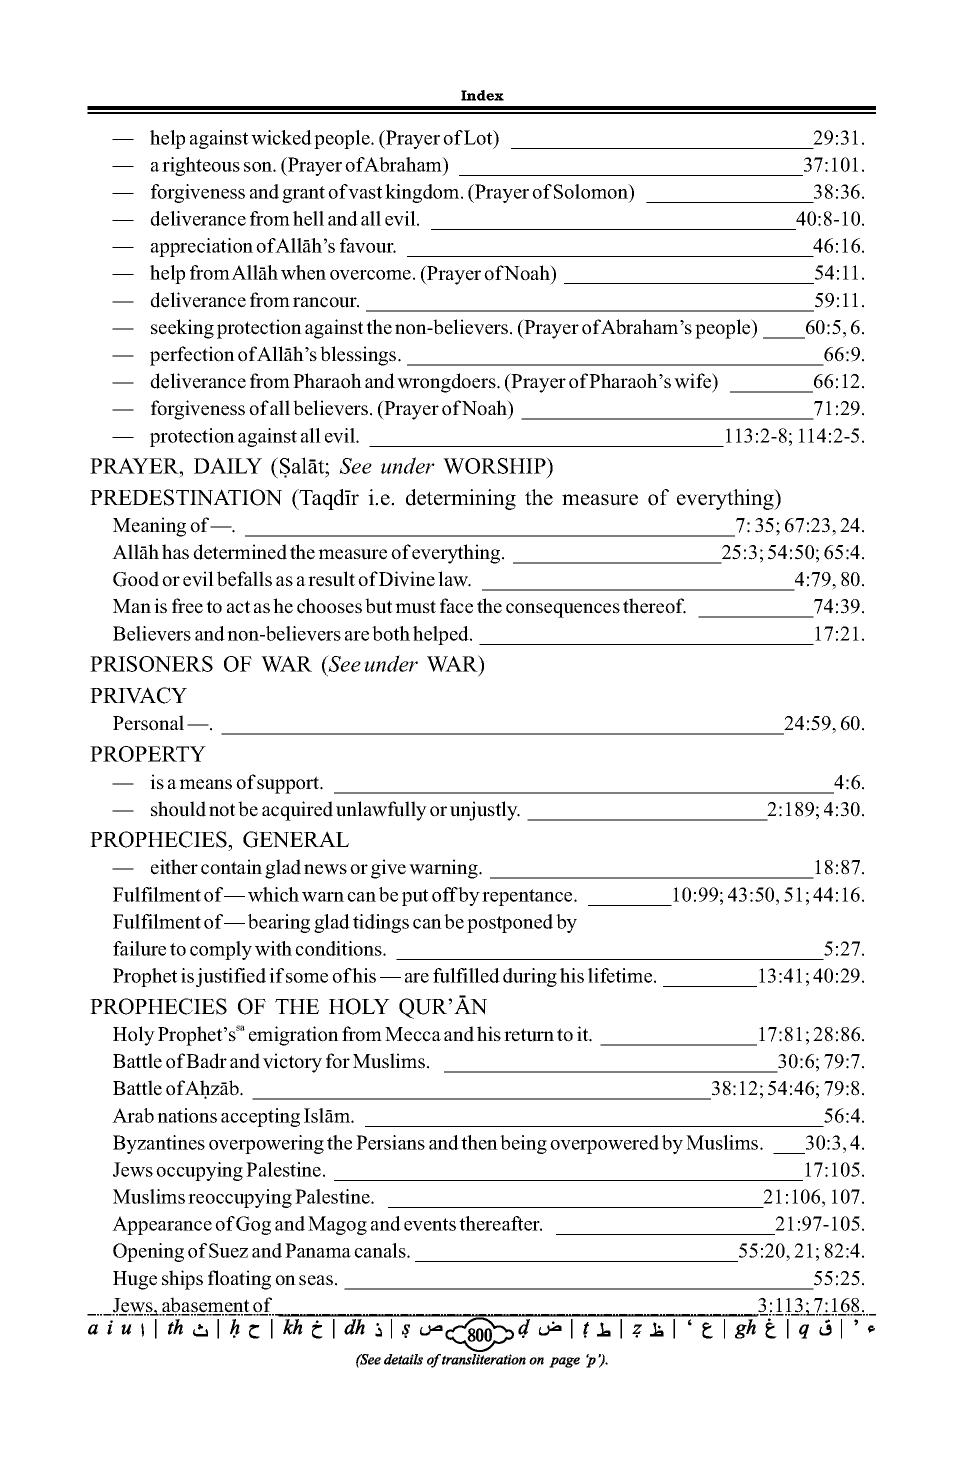 Index
— help against wicked people. (Prayer of Lot) 29:31.
— a righteous son. (Prayer of Abraham) 37:101.
— forgiveness and grant of vast kingdom. (Prayer of Solomon) 38:36.
— deliverance from hell and all evil. 40:8-10.
— appreciation of Allāh's favour. 46:16.
— help from Allāh when overcome. (Prayer of Noah) 54:11.
— deliverance from rancour. 59:11.
— seeking protection against the non-believers. (Prayer of Abraham's people) 60:5, 6.
— perfection of Allāh's blessings. 66:9.
— deliverance from Pharaoh and wrongdoers. (Prayer of Pharaoh's wife) 66:12.
— forgiveness of all believers. (Prayer of Noah) 71:29.
— protection against all evil. 113:2-8; 114:2-5.
PRAYER, DAILY (Ṣalāt; See under WORSHIP)
PREDESTINATION (Taqdīr i.e. determining the measure of everything)
Meaning of —. 7: 35; 67:23, 24.
Allāh has determined the measure of everything. 25:3; 54:50; 65:4.
Good or evil befalls as a result of Divine law. 4:79, 80.
Man is free to act as he chooses but must face the consequences thereof. 74:39.
Believers and non-believers are both helped. 17:21.
PRISONERS OF WAR (See under WAR)
PRIVACY
Personal —. 24:59, 60.
PROPERTY
— is a means of support. 4:6.
— should not be acquired unlawfully or unjustly. 2:189; 4:30.
PROPHECIES, GENERAL
— either contain glad news or give warning. 18:87.
Fulfilment of — which warn can be put off by repentance. 10:99; 43:50, 51; 44:16.
Fulfilment of — bearing glad tidings can be postponed by
failure to comply with conditions. 5:27.
Prophet is justified if some of his — are fulfilled during his lifetime. 13:41; 40:29.
PROPHECIES OF THE HOLY QUR'ĀN
Holy Prophet's sa emigration from Mecca and his return to it. 17:81; 28:86.
Battle of Badr and victory for Muslims. 30:6; 79:7.
Battle of Aḥzāb. 38:12; 54:46; 79:8.
Arab nations accepting Islām. 56:4.
Byzantines overpowering the Persians and then being overpowered by Muslims. 30:3, 4.
Jews occupying Palestine. 17:105.
Muslims reoccupying Palestine. 21:106, 107.
Appearance of Gog and Magog and events thereafter. 21:97-105.
Opening of Suez and Panama canals. 55:20, 21; 82:4.
Huge ships floating on seas. 55:25.
Jews, abasement of 3:113; 7:168.
a i u ا | th ث | ḥ ح | kh خ | dh ذ | ṣ ص 800 ḍ ض | ṭ ط | ẓ ظ | ‘ ع | gh غ | q ق | ’ ء
(See details of transliteration on page 'p').